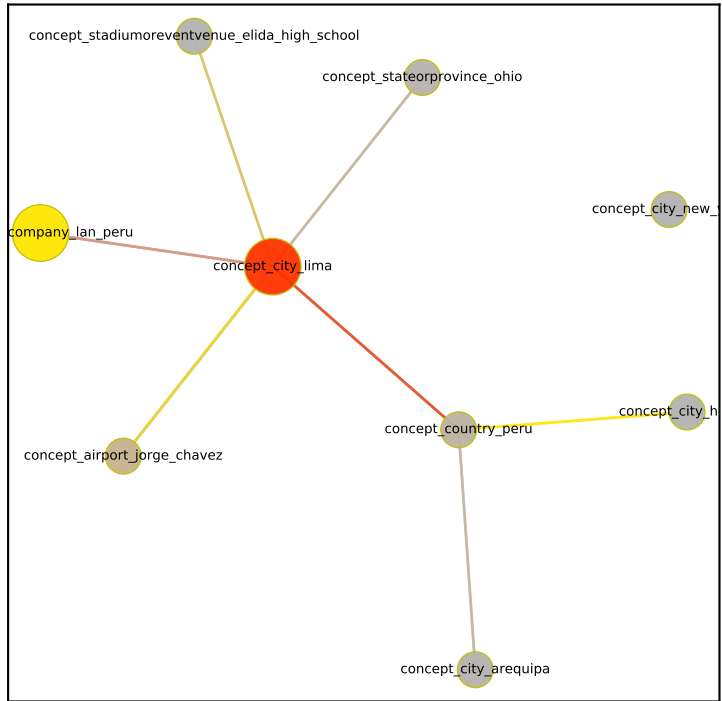 concept_stadiumoreventvenue_elida_high_school
concept_stateorprovince_ohio
concept_city_new_
company_lan_peru
concept_city_lima
concept_city_h
concept_country_peru
concept_airport_jorge_chavez
concept_city_arequipa